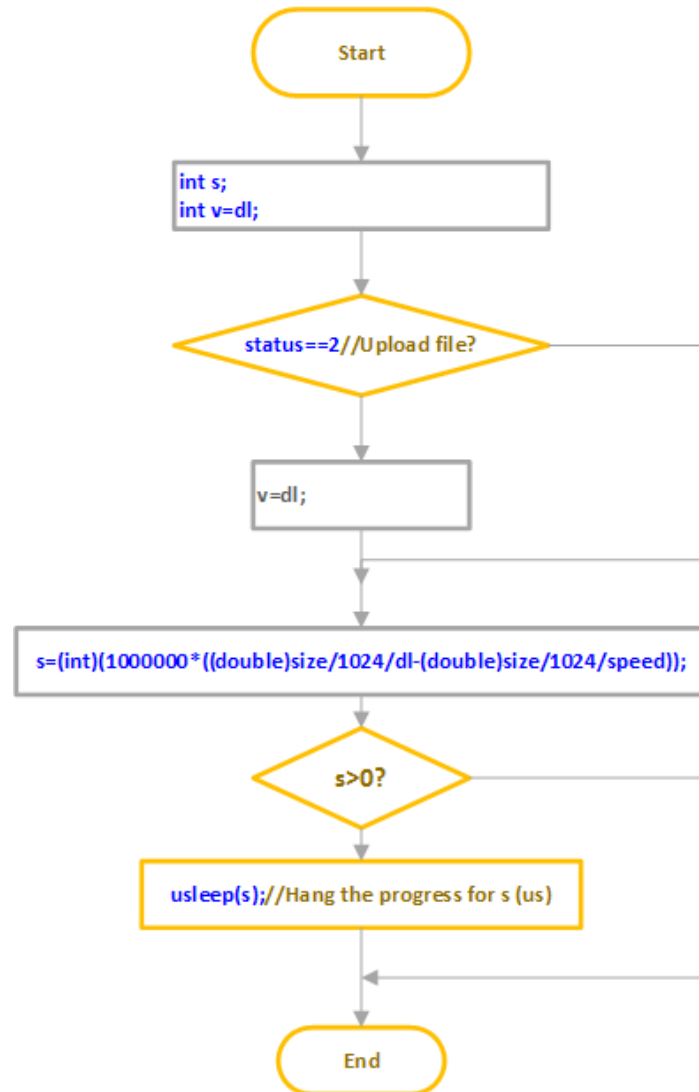 Start
int s;
int v=dl;
status==2//Upload file?
v=dl;
s=(int)(1000000*((double)size/1024/dl-(double)size/1024/speed));
s>0?
usleep(s);//Hang the progress for s (us)
End